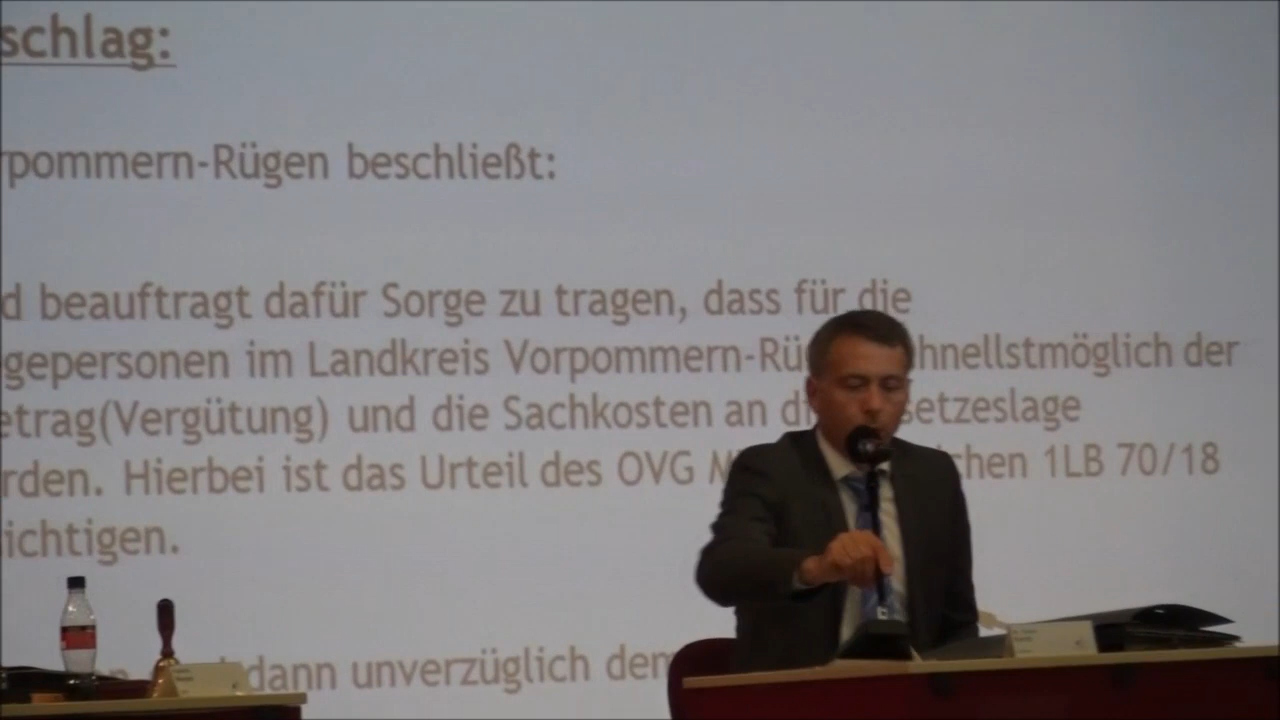 schlag:
rpommern-Rügen beschließt:
d beauftragt dafür Sorge zu tragen, dass für die
gepersonen im Landkreis Vorpommern-Rü hnellstmöglich der
etrag(Vergütung) und die Sachkosten an di setzeslage
rden. Hierbei ist das Urteil des OVG M chen 1LB 70/18
ichtigen.
dann unverzüglich dem